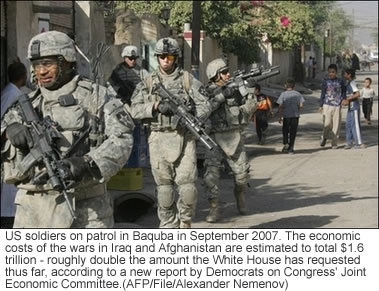 US soldiers on patrol in Baquba in September 2007. The economic
costs of the wars in Iraq and Afghanistan are estimated to total $1.6
trillion - roughly double the amount the White House has requested
thus far, according to a new report by Democrats on Congress' Joint
Economic Committee.(AFP/File/Alexander Nemenov)